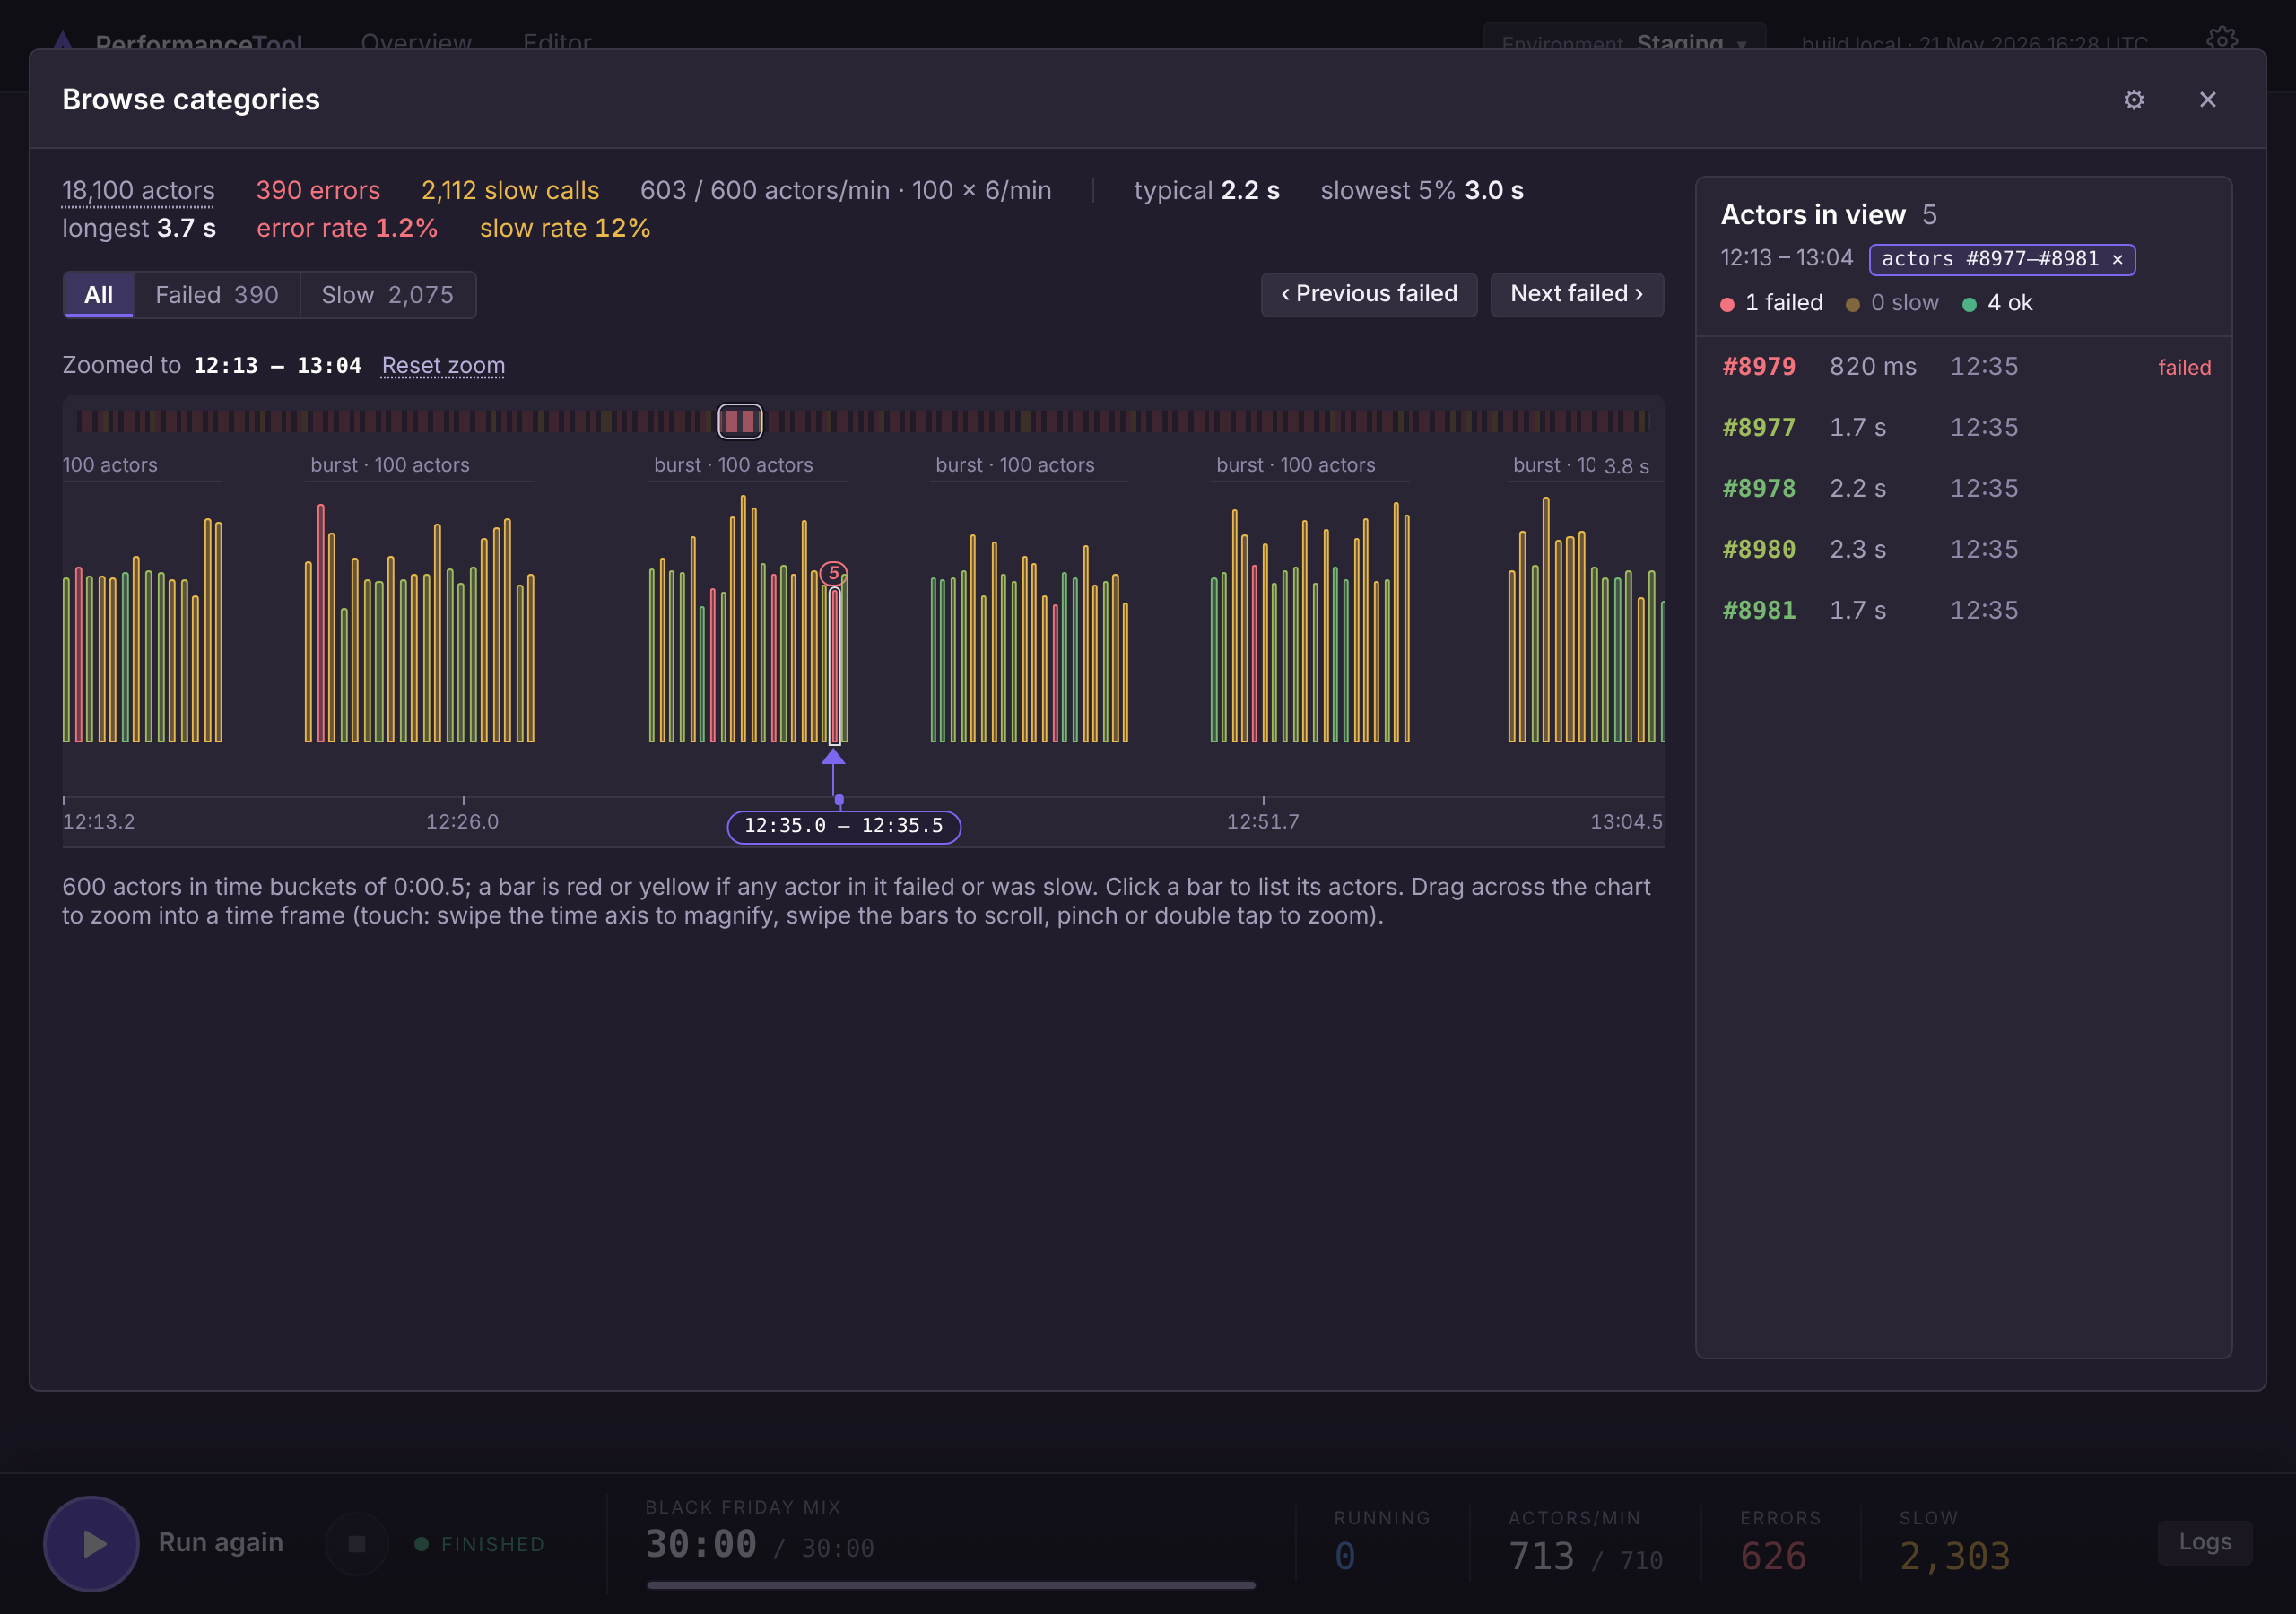 PerformanceTool Overview Editor Environment Staging ▾ build local · 21 Nov 2026 16:28 UTC
Browse categories
18,100 actors 390 errors 2,112 slow calls 603 / 600 actors/min · 100 × 6/min typical 2.2 s slowest 5% 3.0 s
longest 3.7 s error rate 1.2% slow rate 12%
All Failed 390 Slow 2,075 ‹ Previous failed Next failed ›
Zoomed to 12:13 – 13:04 Reset zoom
100 actors burst · 100 actors burst · 100 actors burst · 100 actors burst · 100 actors burst · 10 3.8 s
5
12:13.2 12:26.0 12:35.0 – 12:35.5 12:51.7 13:04.5
600 actors in time buckets of 0:00.5; a bar is red or yellow if any actor in it failed or was slow. Click a bar to list its actors. Drag across the chart
to zoom into a time frame (touch: swipe the time axis to magnify, swipe the bars to scroll, pinch or double tap to zoom).
Actors in view 5
12:13 – 13:04 actors #8977–#8981 ×
1 failed 0 slow 4 ok
#8979 820 ms 12:35 failed
#8977 1.7 s 12:35
#8978 2.2 s 12:35
#8980 2.3 s 12:35
#8981 1.7 s 12:35
Run again FINISHED
BLACK FRIDAY MIX
30:00 / 30:00
RUNNING
0
ACTORS/MIN
713 / 710
ERRORS
626
SLOW
2,303
Logs